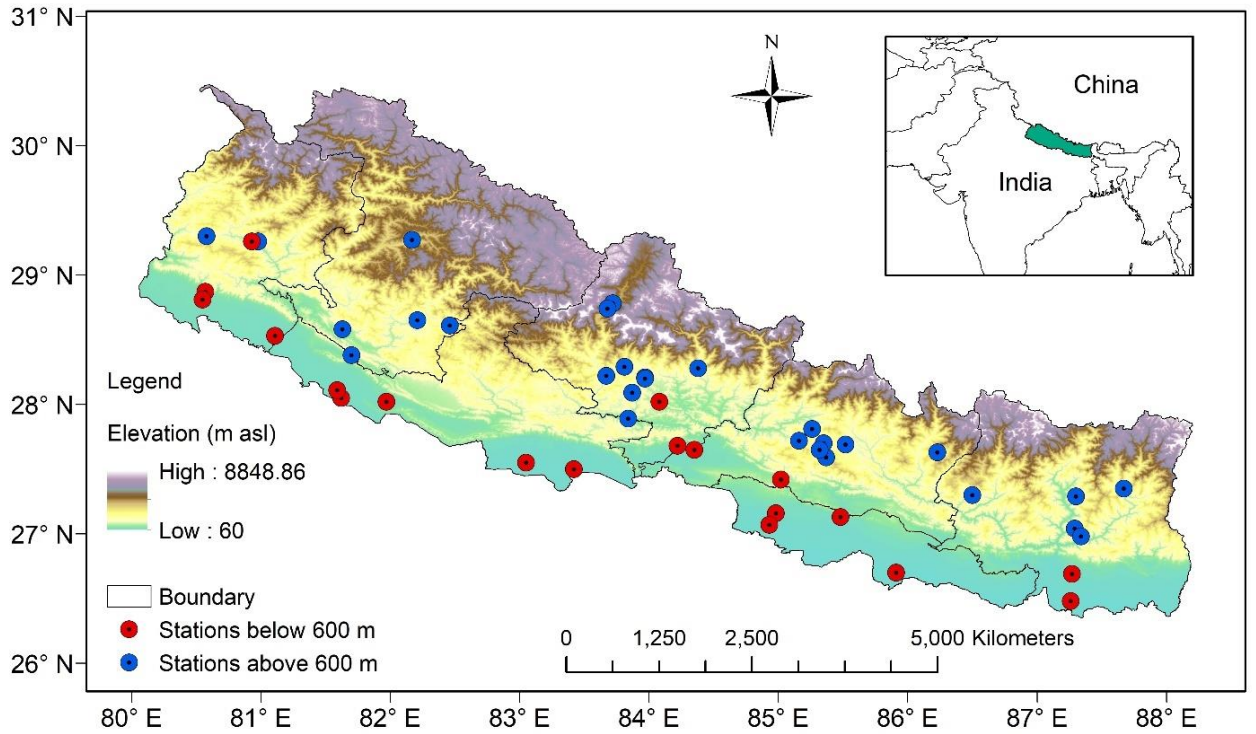 31° N
30° N
29° N
28° N
27° N
26° N
N
China
India
Legend
Elevation (m asl)
High : 8848.86
Low : 60
Boundary
Stations below 600 m
Stations above 600 m
0 1,250 2,500 5,000 Kilometers
80° E 81° E 82° E 83° E 84° E 85° E 86° E 87° E 88° E